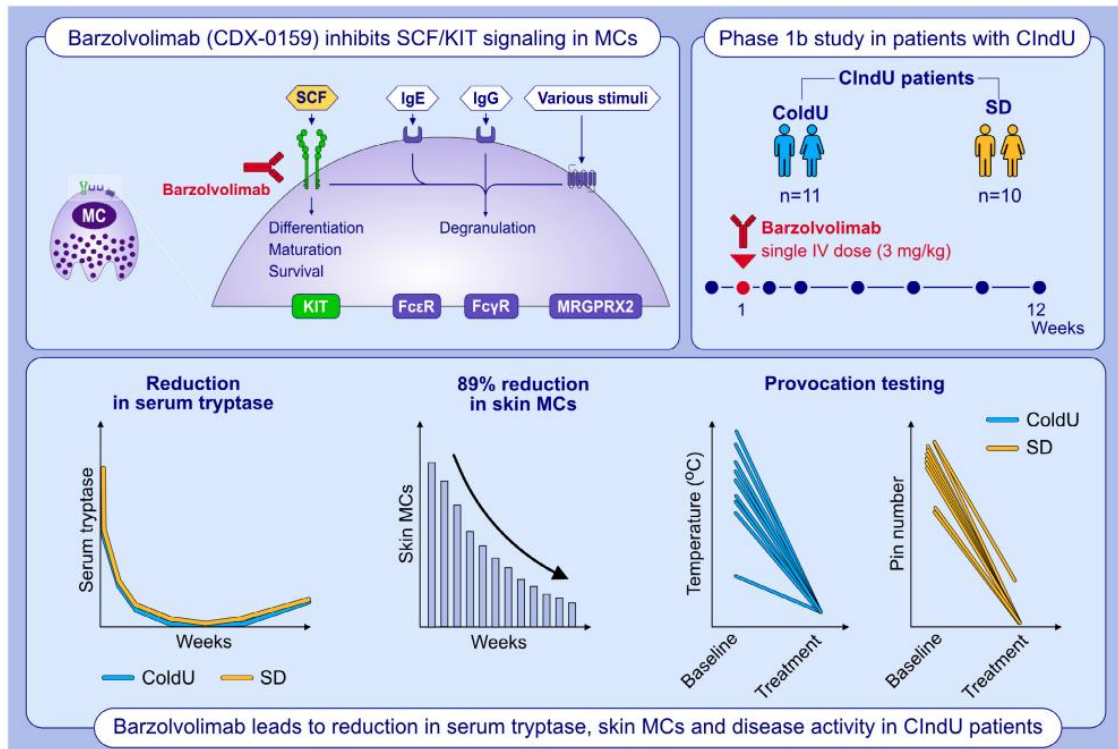 Barzolvolimab (CDX-0159) inhibits SCF/KIT signaling in MCs
SCF
IgE
IgG
Various stimuli
Barzolvolimab
MC
Differentiation
Maturation
Survival
Degranulation
KIT
FcεR
FcγR
MRGPRX2
Phase 1b study in patients with CIndU
CIndU patients
ColdU
SD
n=11
n=10
Barzolvolimab
single IV dose (3 mg/kg)
1
12
Weeks
Reduction
in serum tryptase
Serum tryptase
Weeks
ColdU
SD
89% reduction
in skin MCs
Skin MCs
Weeks
Provocation testing
ColdU
SD
Temperature (ºC)
Baseline
Treatment
Pin number
Baseline
Treatment
Barzolvolimab leads to reduction in serum tryptase, skin MCs and disease activity in CIndU patients